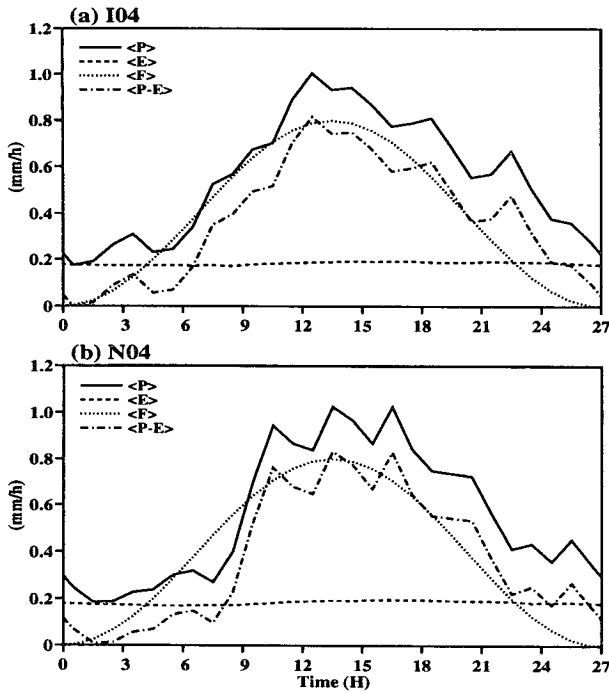 (a) I04
1.2
1.0
0.8
0.6
0.4
0.2
0
(mm/h)
<P>
<E>
<F>
<P-E>
0 3 6 9 12 15 18 21 24 27
(b) N04
1.2
1.0
0.8
0.6
0.4
0.2
0
(mm/h)
<P>
<E>
<F>
<P-E>
0 3 6 9 12 15 18 21 24 27
Time (H)